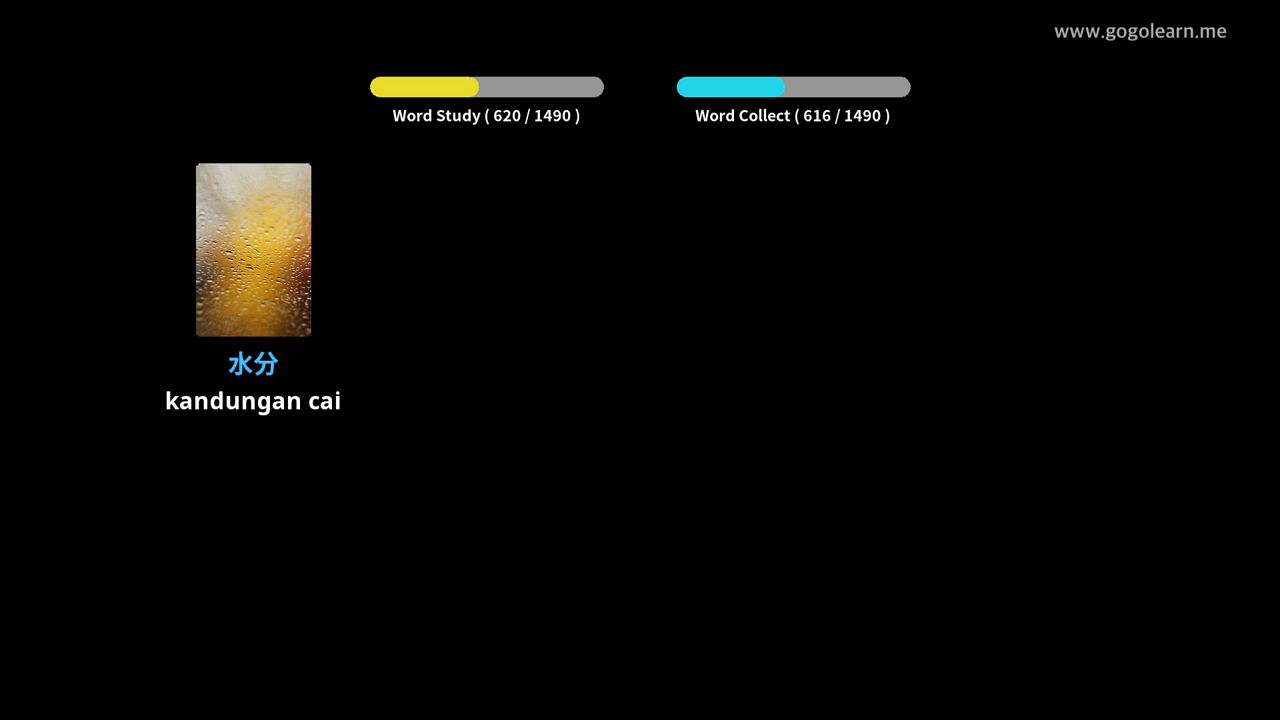 www.gogolearn.me
Word Study ( 620 / 1490 )
Word Collect ( 616 / 1490 )
水分
kandungan cai